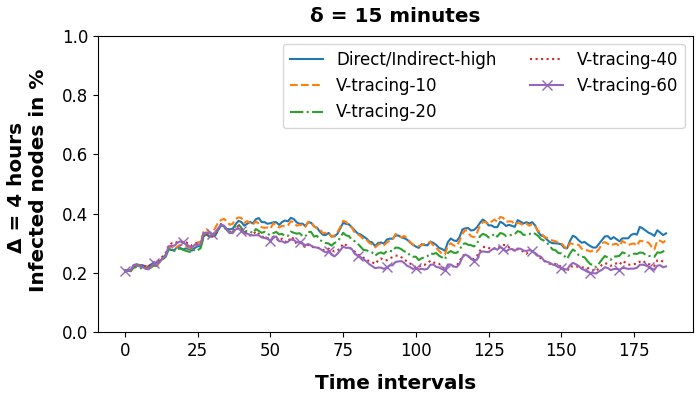 δ = 15 minutes
Δ = 4 hours
Infected nodes in %
1.0
0.8
0.6
0.4
0.2
0.0
Direct/Indirect-high
V-tracing-10
V-tracing-20
V-tracing-40
V-tracing-60
0 25 50 75 100 125 150 175
Time intervals